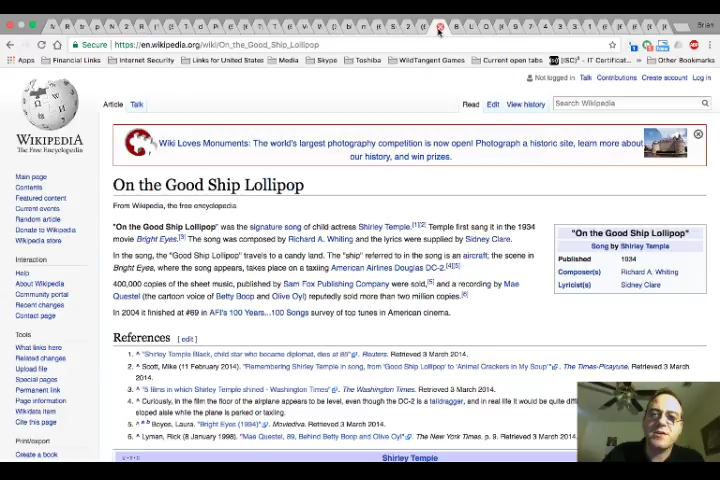 Brian
Secure https://en.wikipedia.org/wiki/On_the_Good_Ship_Lollipop
Apps Financial Links Internet Security Links for United States Media Skype Toshiba WildTangent Games Current open tabs (ISC)² – IT Certificat... » Other Bookmarks
Not logged in Talk Contributions Create account Log in
Article Talk Read Edit View history Search Wikipedia
WIKIPEDIA
The Free Encyclopedia
Wiki Loves Monuments: The world's largest photography competition is now open! Photograph a historic site, learn more about
our history, and win prizes.
Main page
Contents
Featured content
Current events
Random article
Donate to Wikipedia
Wikipedia store
Interaction
Help
About Wikipedia
Community portal
Recent changes
Contact page
Tools
What links here
Related changes
Upload file
Special pages
Permanent link
Page information
Wikidata item
Cite this page
Print/export
Create a book
On the Good Ship Lollipop
From Wikipedia, the free encyclopedia
"On the Good Ship Lollipop" was the signature song of child actress Shirley Temple.[1][2] Temple first sang it in the 1934
movie Bright Eyes.[3] The song was composed by Richard A. Whiting and the lyrics were supplied by Sidney Clare.
In the song, the "Good Ship Lollipop" travels to a candy land. The "ship" referred to in the song is an aircraft; the scene in
Bright Eyes, where the song appears, takes place on a taxiing American Airlines Douglas DC-2.[4][5]
400,000 copies of the sheet music, published by Sam Fox Publishing Company were sold,[5] and a recording by Mae
Questel (the cartoon voice of Betty Boop and Olive Oyl) reputedly sold more than two million copies.[6]
In 2004 it finished at #69 in AFI's 100 Years...100 Songs survey of top tunes in American cinema.
"On the Good Ship Lollipop"
Song by Shirley Temple
Published 1934
Composer(s) Richard A. Whiting
Lyricist(s) Sidney Clare
References [ edit ]
1. ^ "Shirley Temple Black, child star who became diplomat, dies at 85". Reuters. Retrieved 3 March 2014.
2. ^ Scott, Mike (11 February 2014). "Remembering Shirley Temple in song, from 'Good Ship Lollipop' to 'Animal Crackers in My Soup'". The Times-Picayune. Retrieved 3 March
2014.
3. ^ "5 films in which Shirley Temple shined - Washington Times". The Washington Times. Retrieved 3 March 2014.
4. ^ Curiously, in the film the floor of the airplane appears to be level, even though the DC-2 is a taildragger, and in real life it would be quite
sloped aisle while the plane is parked or taxiing.
5. ^ a b Boyes, Laura. "Bright Eyes (1934)". Moviediva. Retrieved 3 March 2014.
6. ^ Lyman, Rick (8 January 1998). "Mae Questel, 89, Behind Betty Boop and Olive Oyl". The New York Times. p. 9. Retrieved 3 March 2014.
V · T · E Shirley Temple